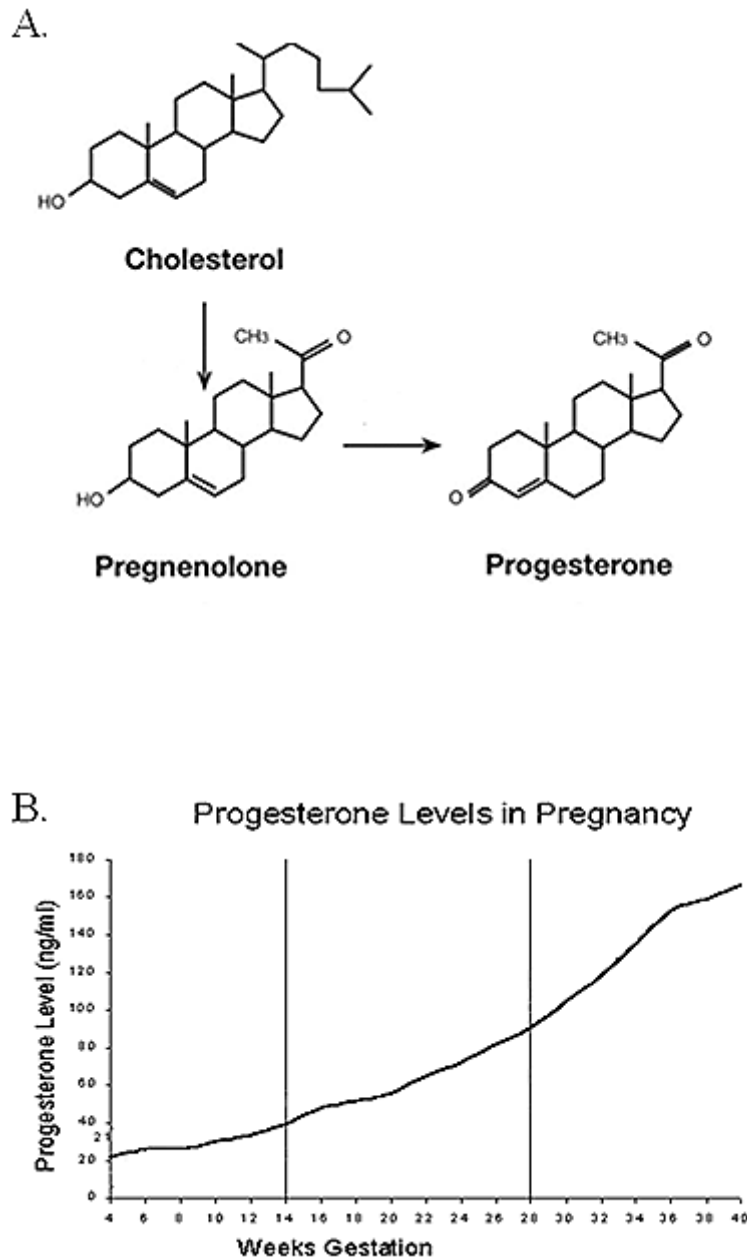 A.
HO
Cholesterol
CH3 O
CH3 O
HO
O
Pregnenolone
Progesterone
B.
Progesterone Levels in Pregnancy
Progesterone Level (ng/ml)
180
160
140
100
80
60
40
20
0
4 6 8 10 12 14 16 18 20 22 24 26 28 30 32 34 36 38 40
Weeks Gestation